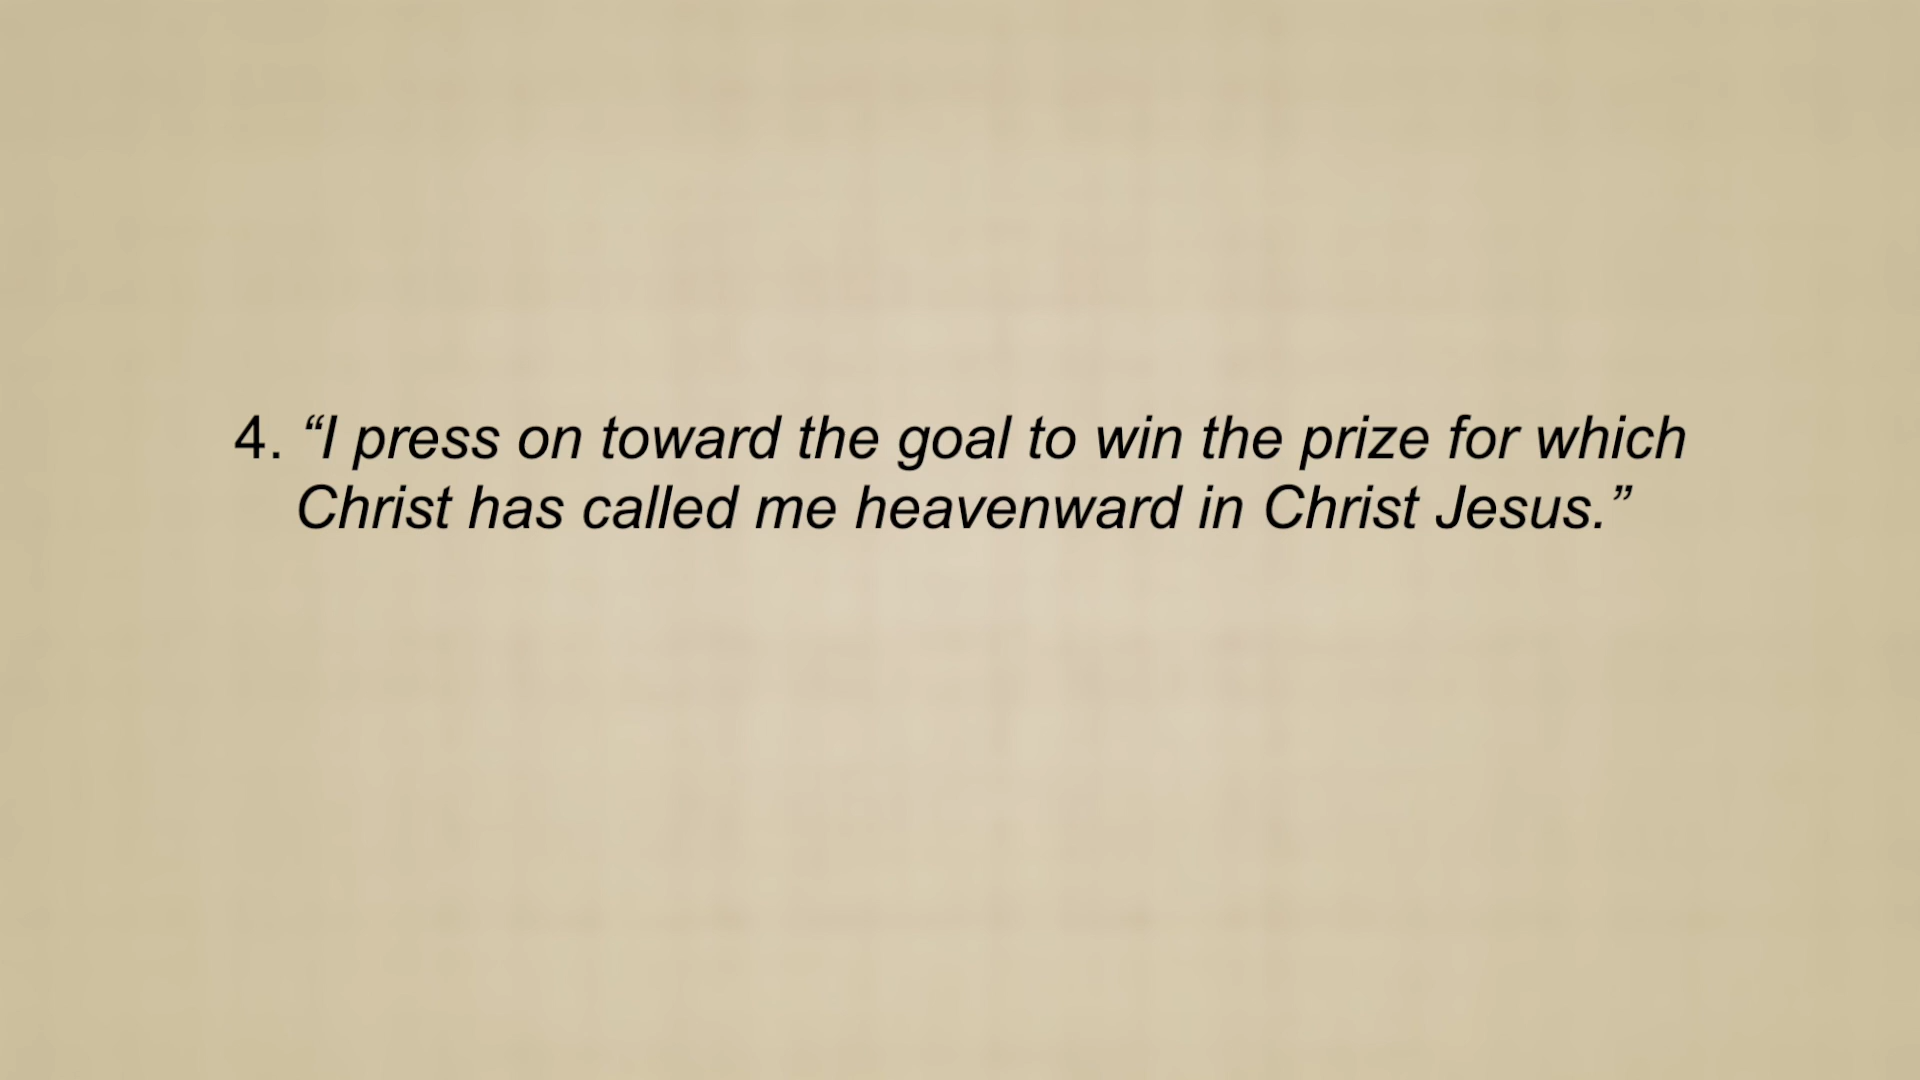 4. “I press on toward the goal to win the prize for which
Christ has called me heavenward in Christ Jesus.”